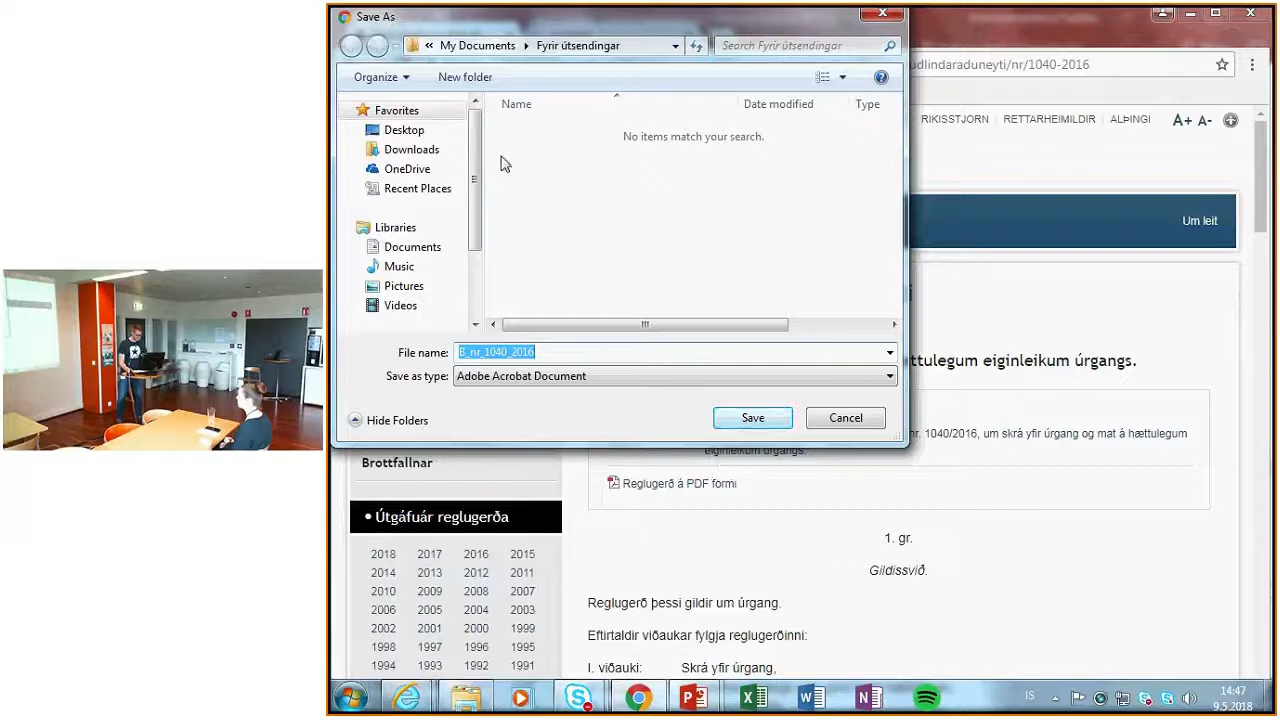 Save As
« My Documents ▸ Fyrir útsendingar
Search Fyrir útsendingar
Organize
New folder
udlindaraduneyti/nr/1040-2016
Name
Date modified
Type
No items match your search.
Favorites
Desktop
Downloads
OneDrive
Recent Places
Libraries
Documents
Music
Pictures
Videos
RIKISSTJORN
RETTARHEIMILDIR
ALÞINGI
A+ A-
Um leit
File name:
B_nr_1040_2016
Save as type:
Adobe Acrobat Document
Hide Folders
Save
Cancel
ttulegum eiginleikum úrgangs.
nr. 1040/2016, um skrá yfir úrgang og mat á hættulegum
eiginleikum úrgangs.
Reglugerð á PDF formi
Brottfallnar
• Útgáfuár reglugerða
2018 2017 2016 2015
2014 2013 2012 2011
2010 2009 2008 2007
2006 2005 2004 2003
2002 2001 2000 1999
1998 1997 1996 1995
1994 1993 1992 1991
1. gr.
Gildissvið.
Reglugerð þessi gildir um úrgang.
Eftirtaldir viðaukar fylgja reglugerðinni:
I. viðauki: Skrá yfir úrgang,
IS
14:47
9.5.2018